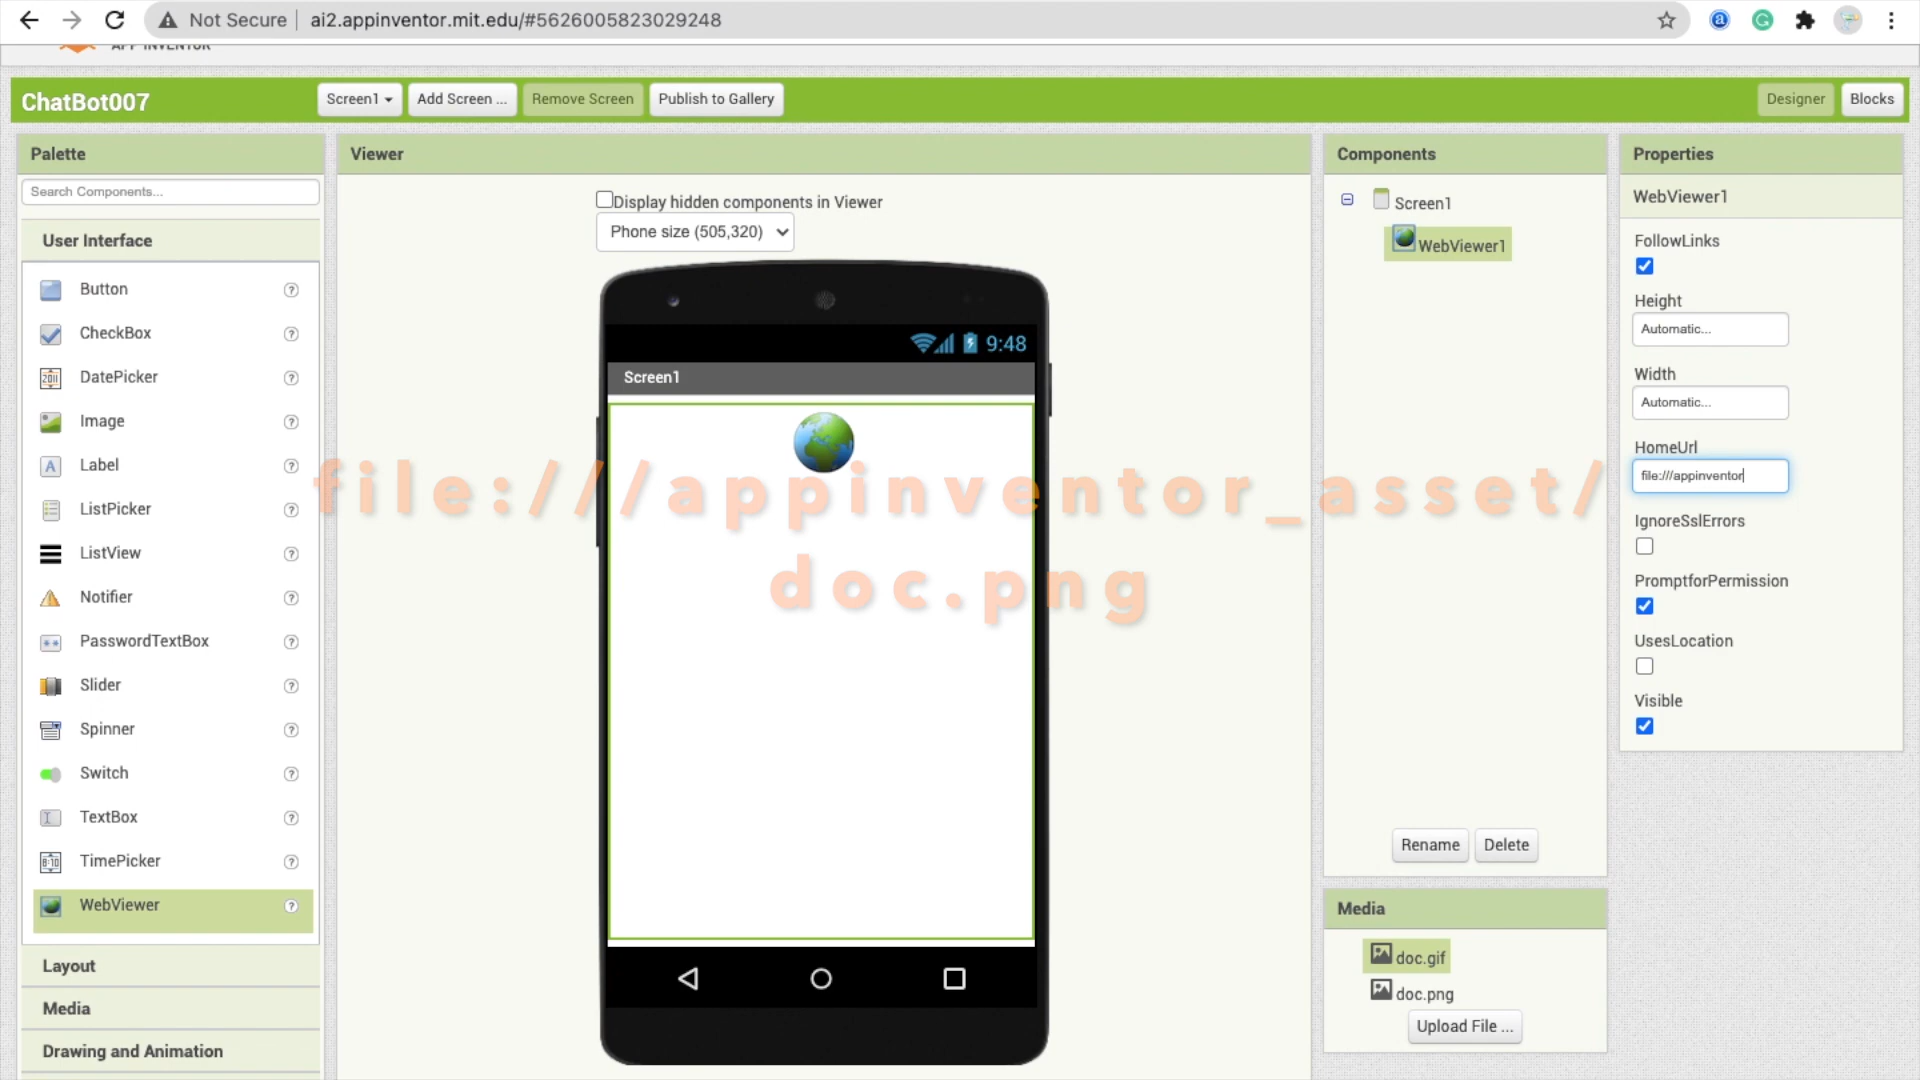 Not Secure
ai2.appinventor.mit.edu/#5626005823029248
APP INVENTOR
ChatBot007
Screen1
Add Screen ...
Remove Screen
Publish to Gallery
Designer
Blocks
Palette
Search Components...
User Interface
Button
CheckBox
DatePicker
Image
Label
ListPicker
ListView
Notifier
PasswordTextBox
Slider
Spinner
Switch
TextBox
TimePicker
WebViewer
Layout
Media
Drawing and Animation
Viewer
Display hidden components in Viewer
Phone size (505,320)
9:48
Screen1
file:///appinventor_asset/
doc.png
Components
Screen1
WebViewer1
Rename
Delete
Media
doc.gif
doc.png
Upload File ...
Properties
WebViewer1
FollowLinks
Height
Automatic...
Width
Automatic...
HomeUrl
file:///appinventor
IgnoreSslErrors
PromptforPermission
UsesLocation
Visible